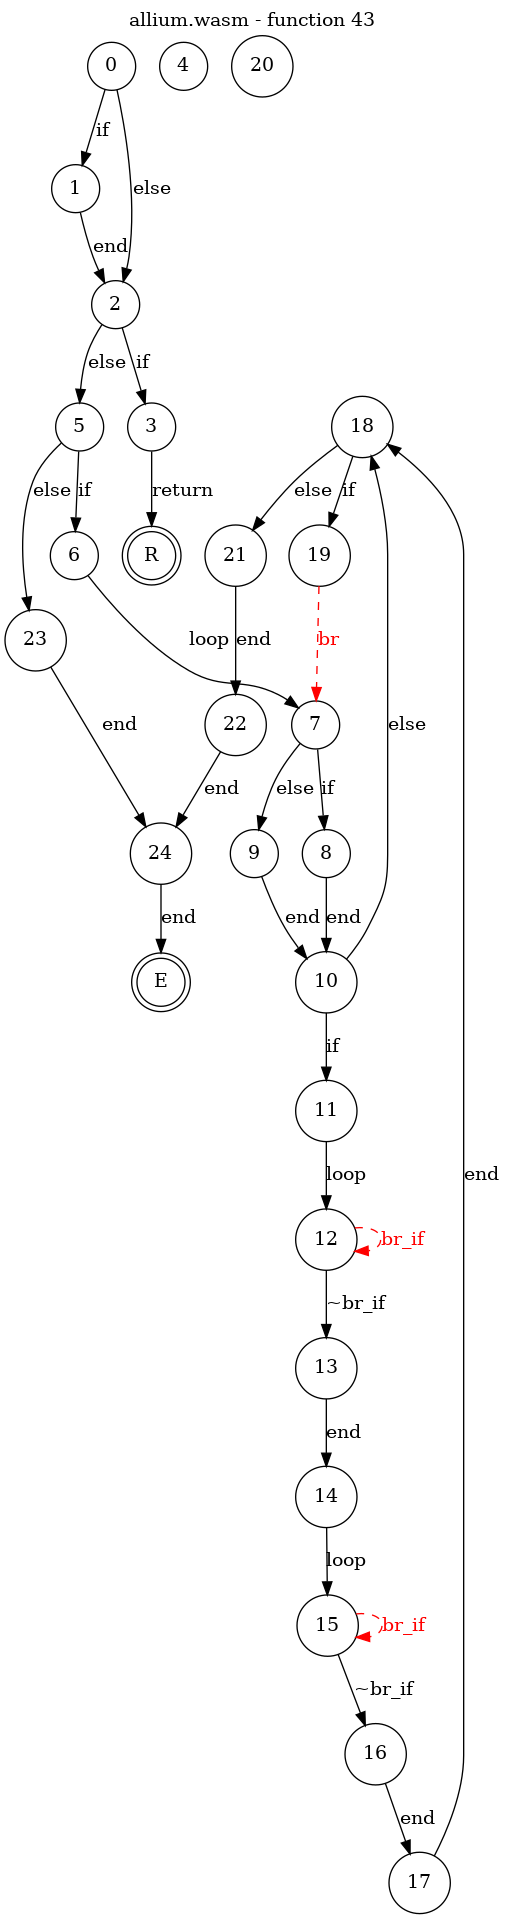 allium.wasm - function 43
0
4
20
if
1
else
end
2
else
if
5
3
18
else
if
return
else
if
6
R
21
19
23
loop
end
br
end
22
7
else
end
else
if
24
9
8
end
end
end
E
10
if
11
loop
end
12
br_if
~br_if
13
end
14
loop
15
br_if
~br_if
16
end
17